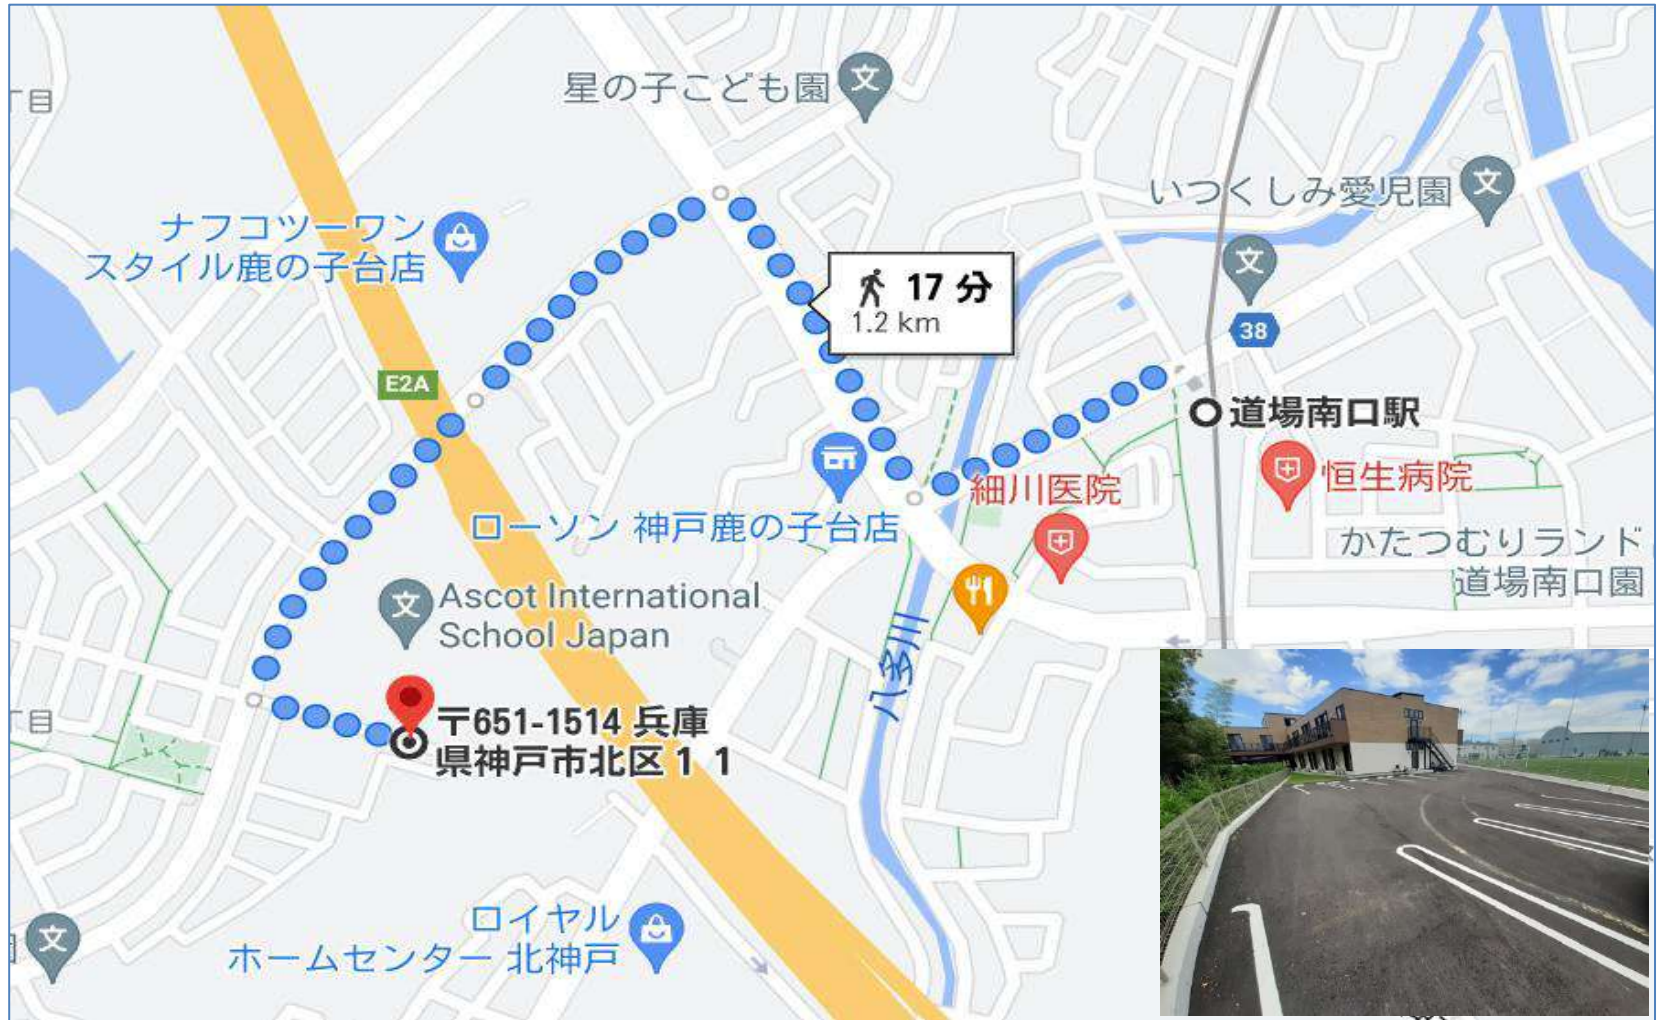 丁目
星の子こども園
いつくしみ愛児園
ナフコツーワン
スタイル鹿の子台店
17 分
1.2 km
38
E2A
道場南口駅
細川医院
恒生病院
ローソン 神戸鹿の子台店
かたつむりランド
道場南口園
Ascot International
School Japan
八多川
丁目
〒651-1514 兵庫
県神戸市北区１１
ロイヤル
ホームセンター 北神戸